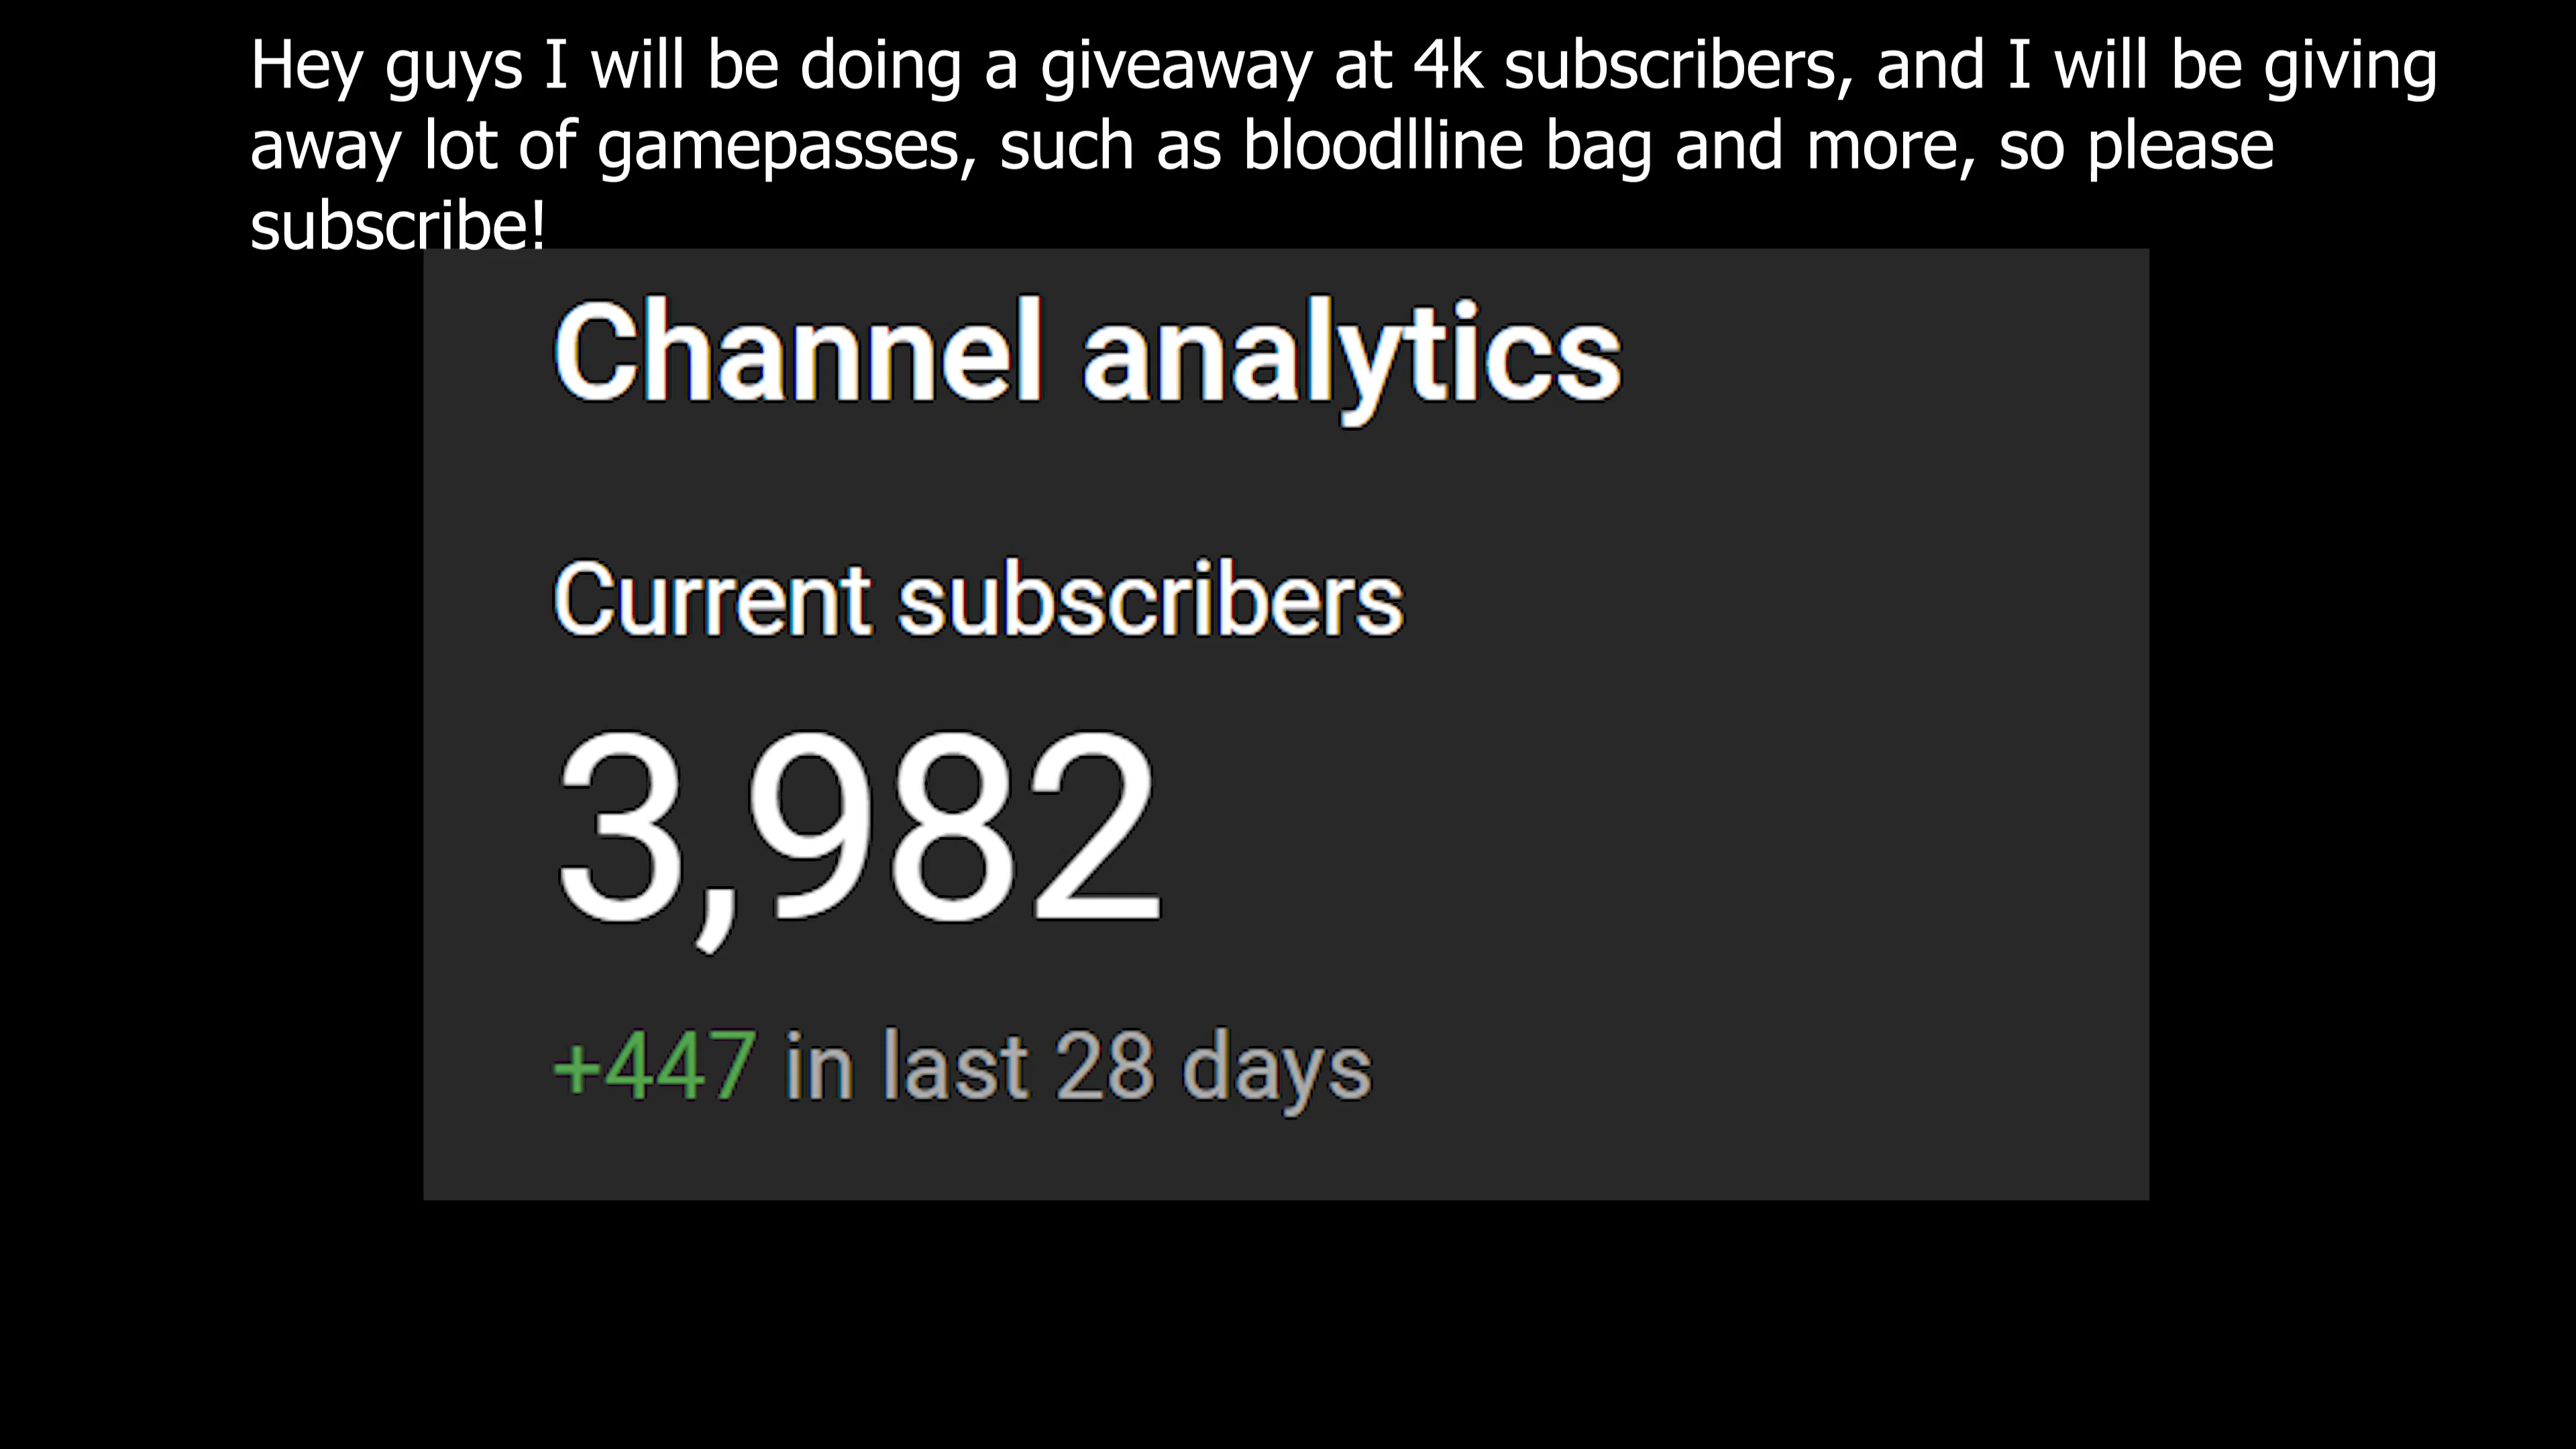 Hey guys I will be doing a giveaway at 4k subscribers, and I will be giving
away lot of gamepasses, such as bloodlline bag and more, so please
subscribe!
Channel analytics
Current subscribers
3,982
+447 in last 28 days